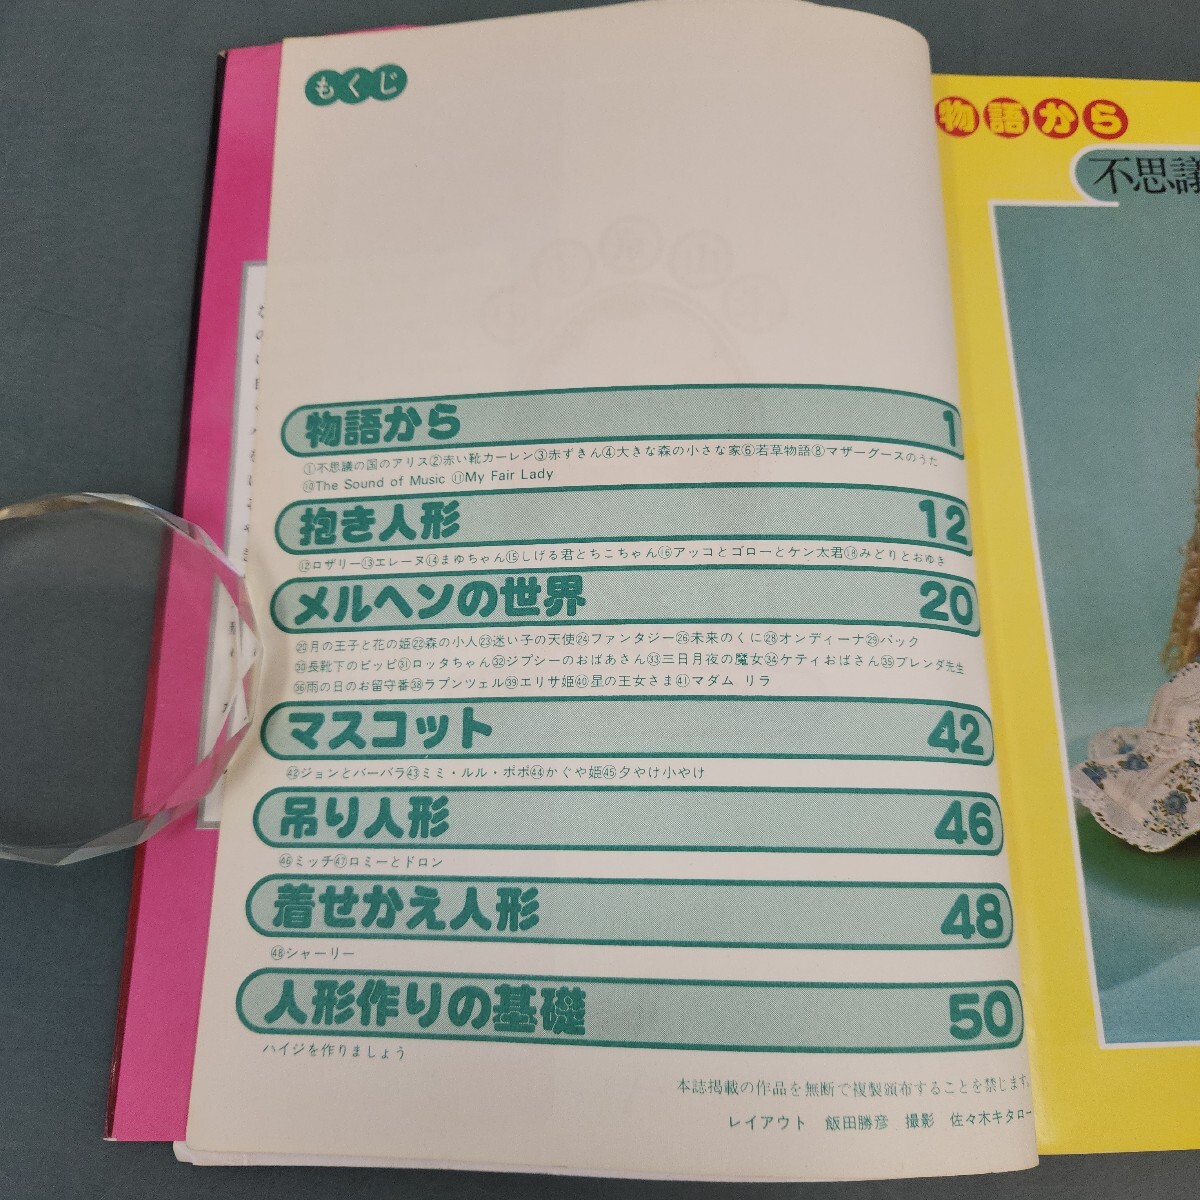 もくじ
物語から 1
①不思議の国のアリス②赤い靴カーレン③赤ずきん④大きな森の小さな家⑥若草物語⑧マザーグースのうた
⑩The Sound of Music ⑪My Fair Lady
抱き人形 12
⑫ロザリー⑬エレーヌ⑭まゆちゃん⑮しげる君とちこちゃん⑯アッコとゴローとケン太君⑱みどりとおゆき
メルヘンの世界 20
⑳月の王子と花の姫㉒森の小人㉓迷い子の天使㉔ファンタジー㉖未来のくに㉘オンディーナ㉙パック
㉚長靴下のピッピ㉛ロッタちゃん㉜ジプシーのおばあさん㉝三日月夜の魔女㉞ケティおばさん㉟ブレンダ先生
㊱雨の日のお留守番㊳ラプンツェル㊴エリサ姫㊵星の王女さま㊶マダム リラ
マスコット 42
㊷ジョンとバーバラ㊸ミミ・ルル・ポポ㊹かぐや姫㊺夕やけ小やけ
吊り人形 46
㊻ミッチ㊼ロミーとドロン
着せかえ人形 48
㊽シャーリー
人形作りの基礎 50
ハイジを作りましょう
本誌掲載の作品を無断で複製頒布することを禁じます。
レイアウト 飯田勝彦 撮影 佐々木キタロー
物語から
不思議